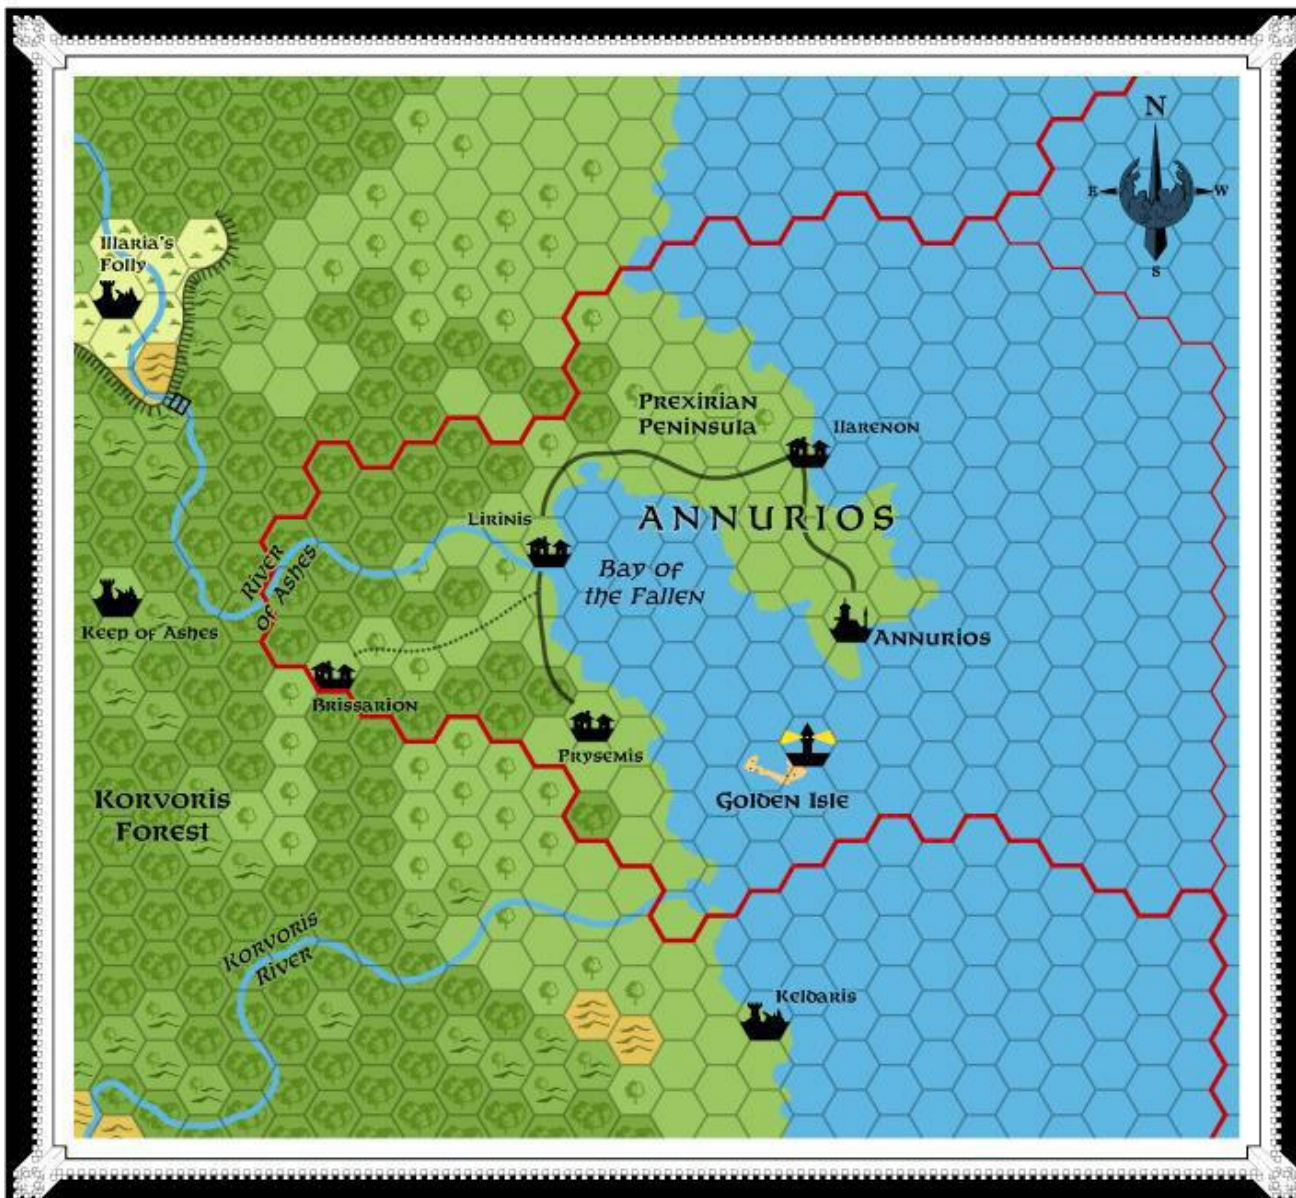 N
E W
S
Illaria's
Folly
Prexirian
Peninsula
Ilarenon
Lirinis
ANNURIOS
River
of Ashes
Bay of
the Fallen
Keep of Ashes
Annurios
Brissarion
Prysemis
Golden Isle
Korvoris
Forest
Korvoris
River
Keldaris